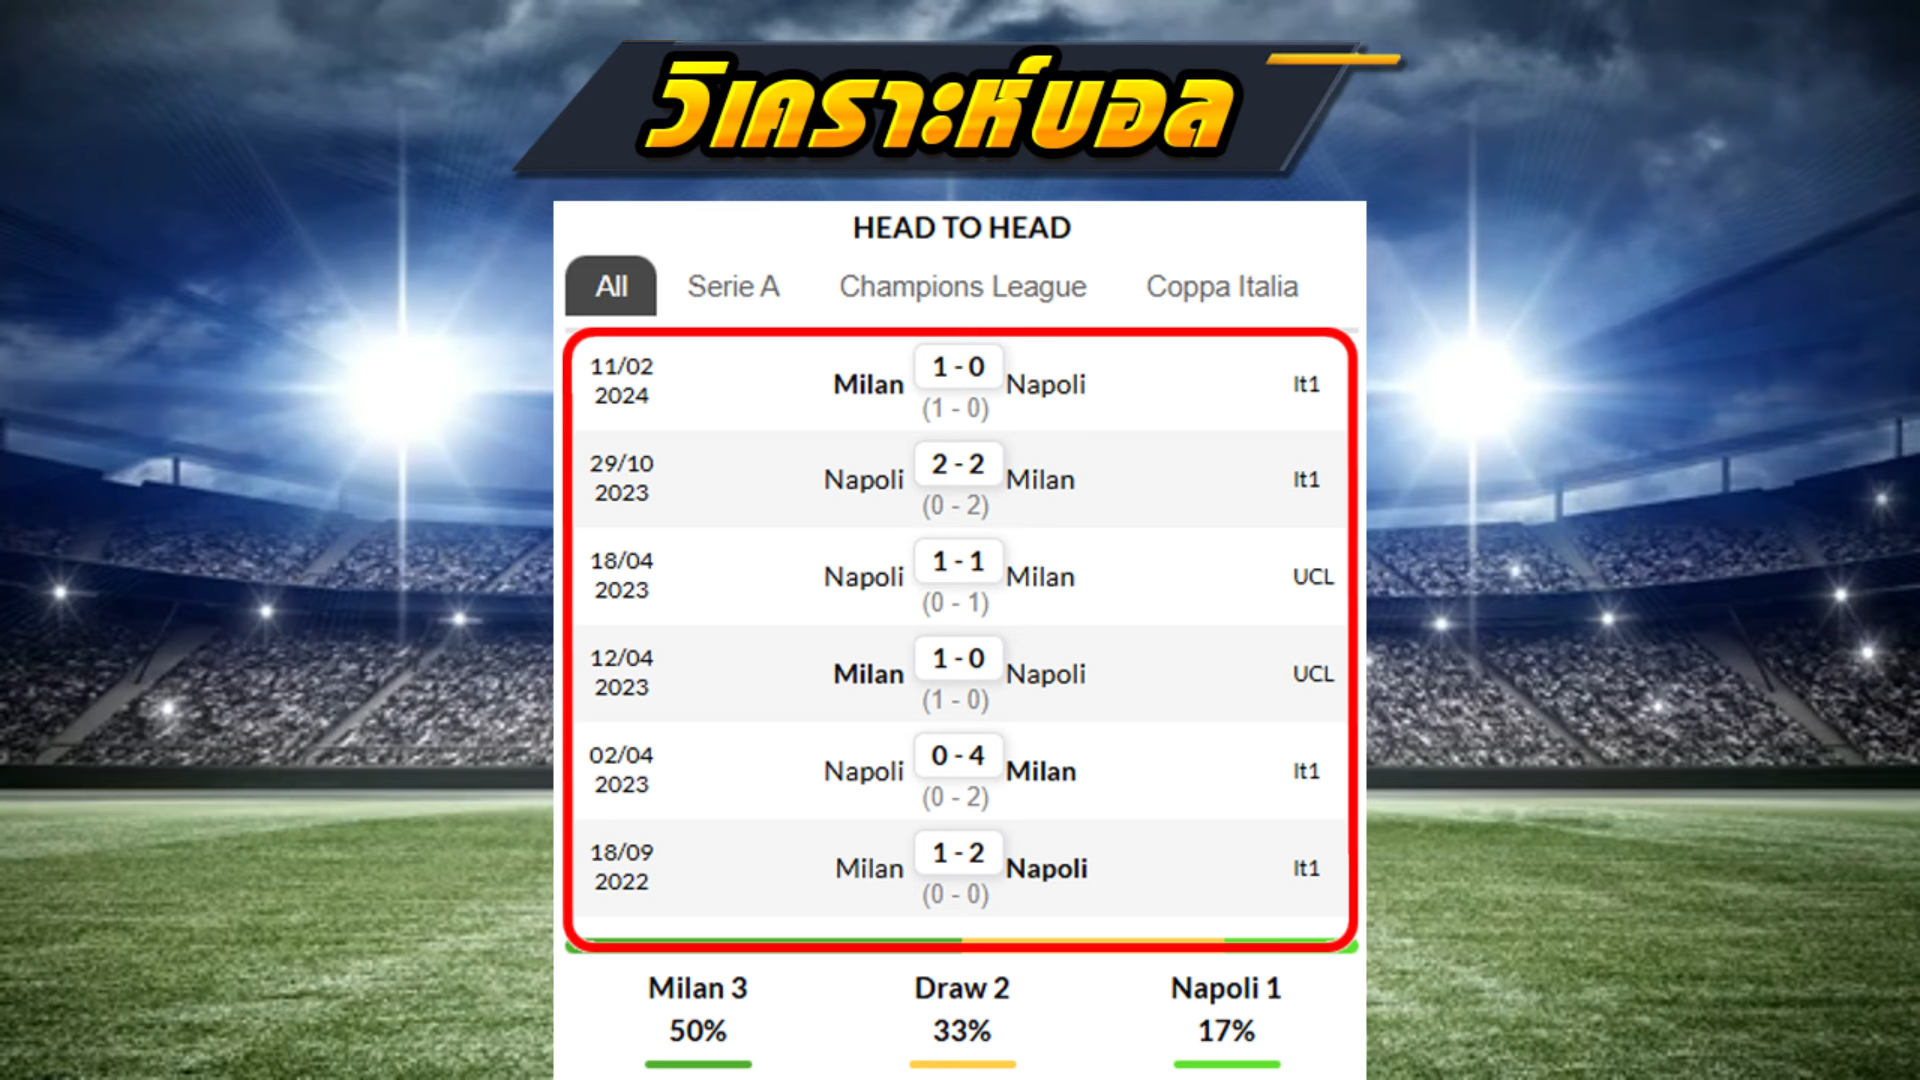 วิเคราะห์บอล
HEAD TO HEAD
All Serie A Champions League Coppa Italia
11/02 2024 Milan 1 - 0 (1 - 0) Napoli It1
29/10 2023 Napoli 2 - 2 (0 - 2) Milan It1
18/04 2023 Napoli 1 - 1 (0 - 1) Milan UCL
12/04 2023 Milan 1 - 0 (1 - 0) Napoli UCL
02/04 2023 Napoli 0 - 4 (0 - 2) Milan It1
18/09 2022 Milan 1 - 2 (0 - 0) Napoli It1
Milan 3 Draw 2 Napoli 1
50% 33% 17%